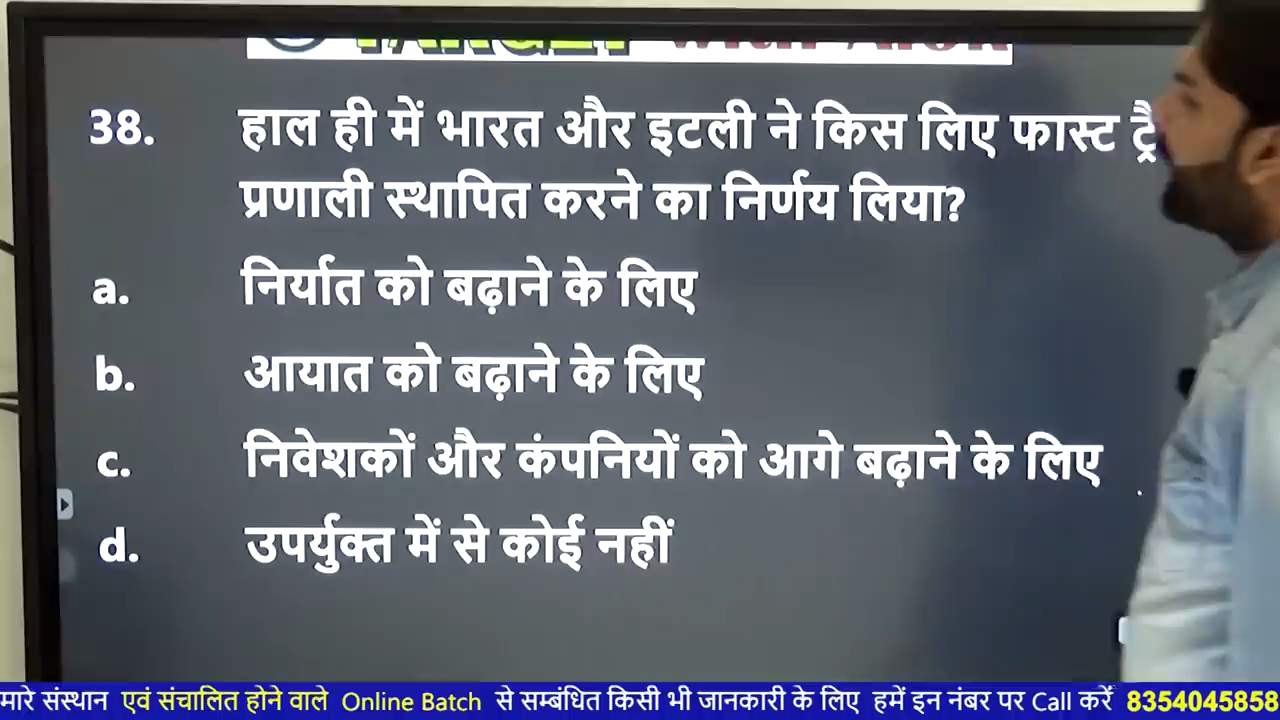 38. हाल ही में भारत और इटली ने किस लिए फास्ट
प्रणाली स्थापित करने का निर्णय लिया?
a. निर्यात को बढ़ाने के लिए
b. आयात को बढ़ाने के लिए
c. निवेशकों और कंपनियों को आगे बढ़ाने के लिए
d. उपर्युक्त में से कोई नहीं
मारे संस्थान एवं संचालित होने वाले Online Batch से सम्बंधित किसी भी जानकारी के लिए हमें इन नंबर पर Call करें 8354045858